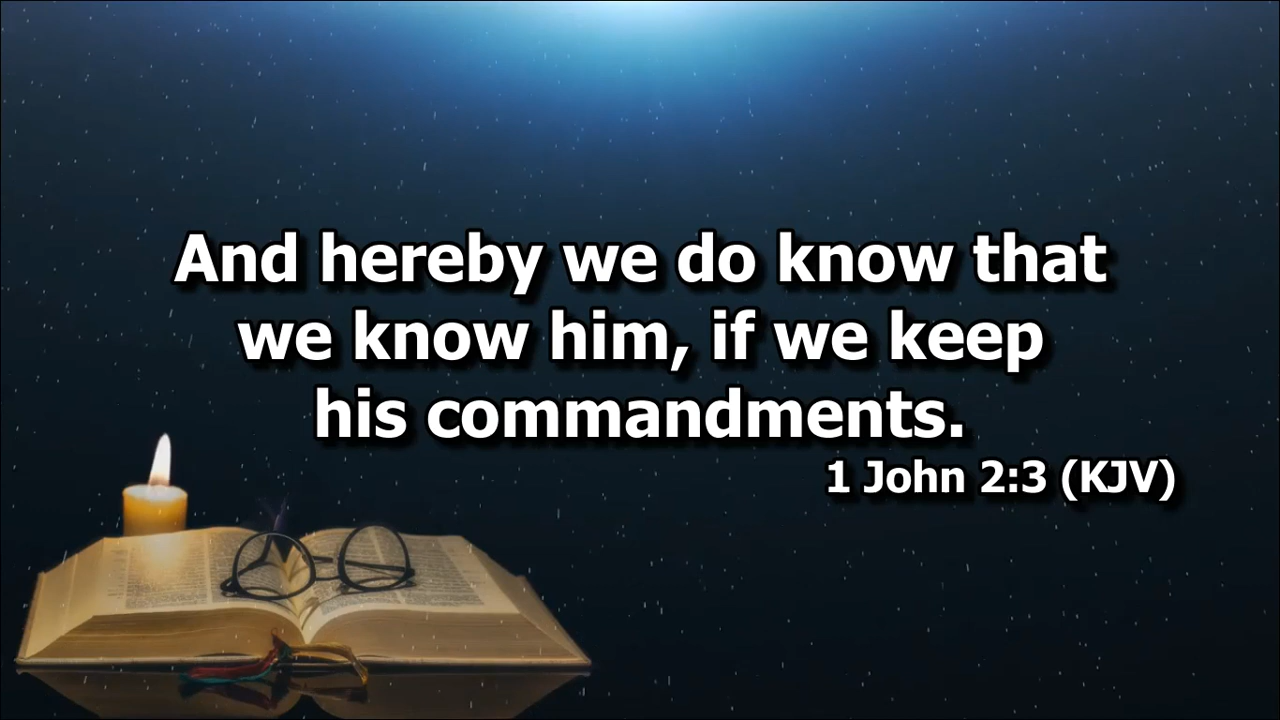 And hereby we do know that
we know him, if we keep
his commandments.
1 John 2:3 (KJV)